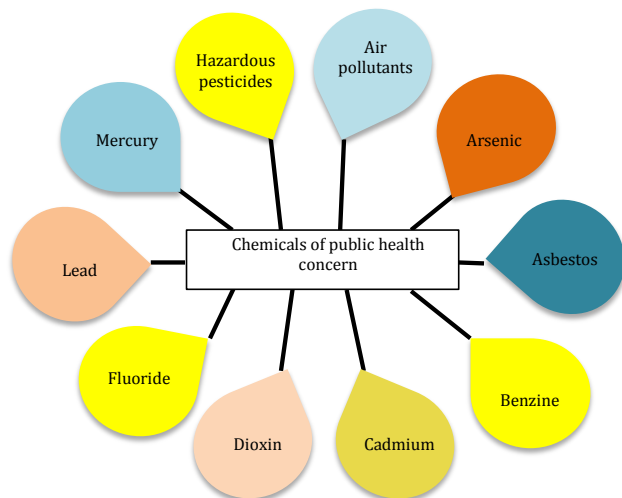 Hazardous
pesticides
Air
pollutants
Mercury
Arsenic
Chemicals of public health
concern
Lead
Asbestos
Fluoride
Benzine
Dioxin
Cadmium